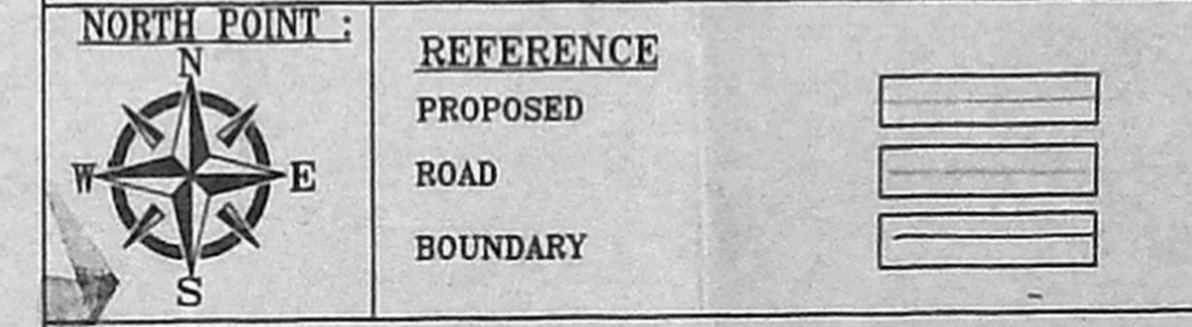 NORTH POINT :
N
W E
S
REFERENCE
PROPOSED
ROAD
BOUNDARY